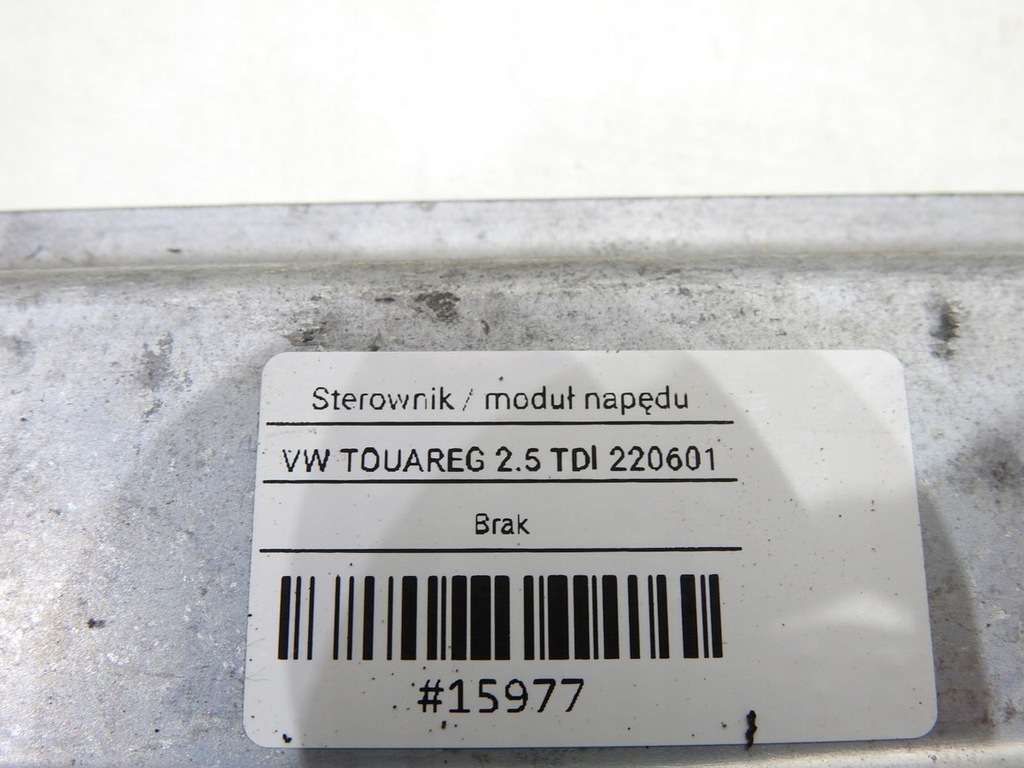 Sterownik / moduł napędu
VW TOUAREG 2.5 TDI 220601
Brak
#15977